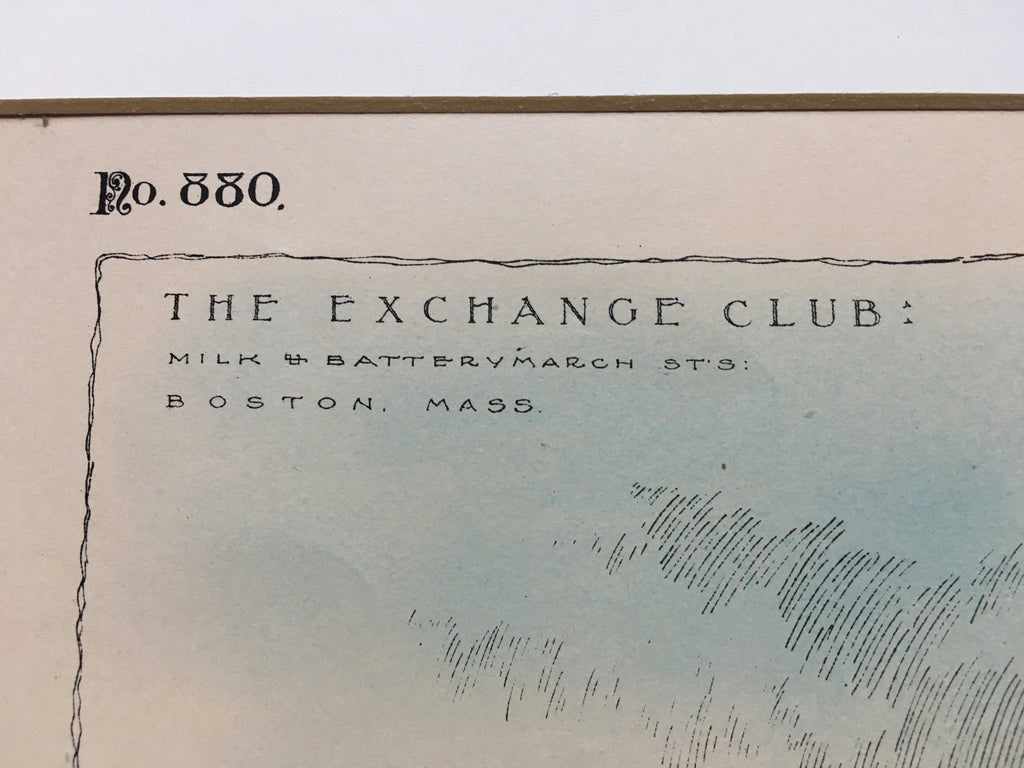 No. 880.
THE EXCHANGE CLUB:
MILK & BATTERYMARCH ST'S:
BOSTON, MASS.